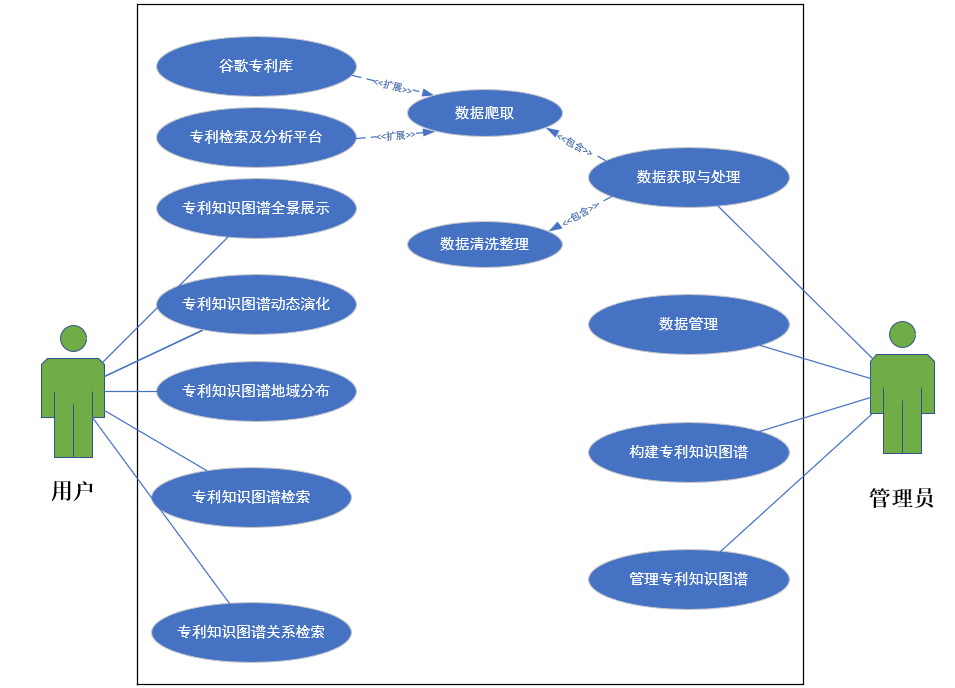 谷歌专利库
<<扩展>>
数据爬取
专利检索及分析平台
<<扩展>>
<<包含>>
数据获取与处理
专利知识图谱全景展示
<<包含>>
数据清洗整理
专利知识图谱动态演化
数据管理
专利知识图谱地域分布
构建专利知识图谱
用户
专利知识图谱检索
管理员
管理专利知识图谱
专利知识图谱关系检索